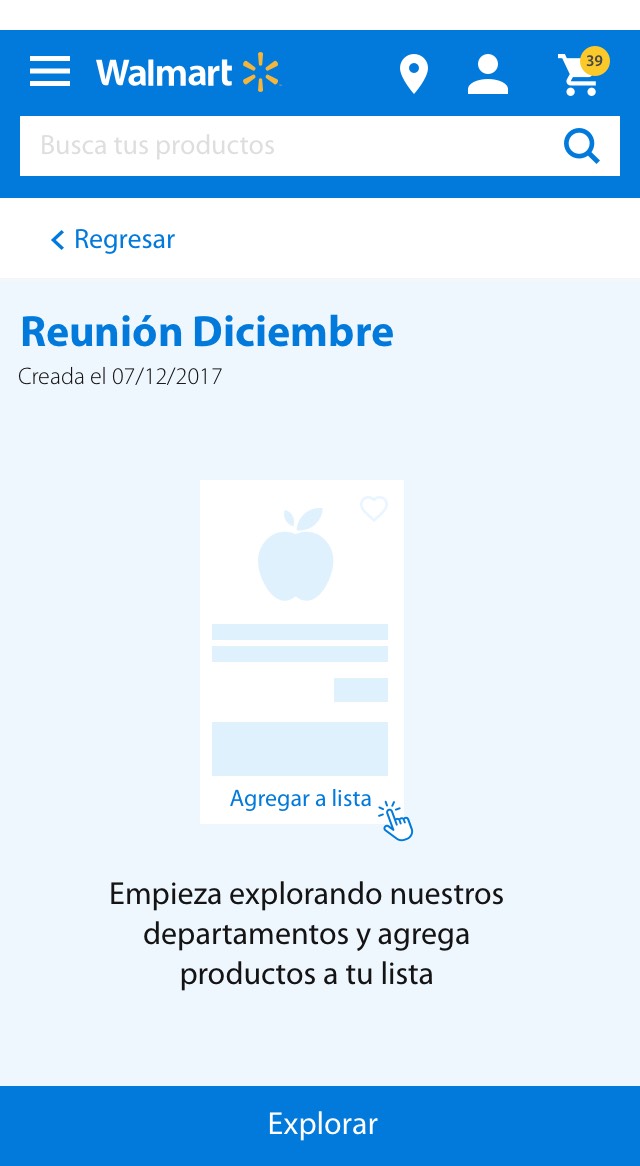 Walmart
39
Busca tus productos
Regresar
Reunión Diciembre
Creada el 07/12/2017
Agregar a lista
Empieza explorando nuestros
departamentos y agrega
productos a tu lista
Explorar